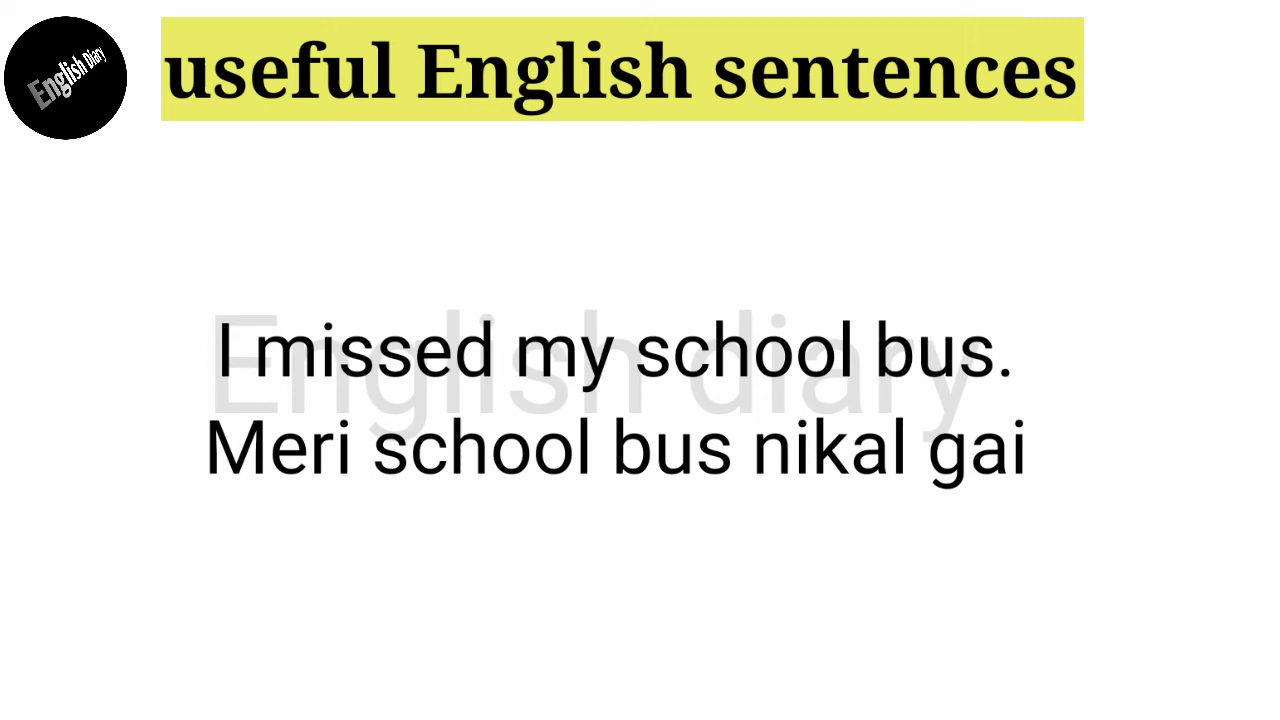 English Diary
useful English sentences
English diary
I missed my school bus.
Meri school bus nikal gai